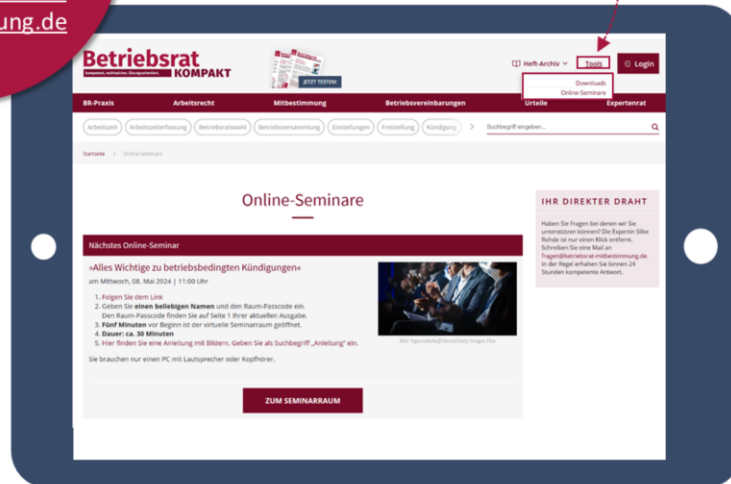 ung.de
Betriebsrat
KOMPAKT
JETZT TESTEN!
Heft-Archiv
Tools
Login
Downloads
Online-Seminare
BR-Praxis
Arbeitsrecht
Mitbestimmung
Betriebsvereinbarungen
Urteile
Expertenrat
Arbeitszeit
Arbeitszeiterfassung
Betriebsratswahl
Betriebsversammlung
Einstellungen
Freistellung
Kündigung
Suchbegriff eingeben...
Startseite > Online-Seminare
Online-Seminare
Nächstes Online-Seminar
»Alles Wichtige zu betriebsbedingten Kündigungen«
am Mittwoch, 08. Mai 2024 | 11:00 Uhr
1. Folgen Sie dem Link
2. Geben Sie einen beliebigen Namen und den Raum-Passcode ein.
Den Raum-Passcode finden Sie auf Seite 1 Ihrer aktuellen Ausgabe.
3. Fünf Minuten vor Beginn ist der virtuelle Seminarraum geöffnet.
4. Dauer: ca. 30 Minuten
5. Hier finden Sie eine Anleitung mit Bildern. Geben Sie als Suchbegriff „Anleitung" ein.
Sie brauchen nur einen PC mit Lautsprecher oder Kopfhörer.
ZUM SEMINARRAUM
IHR DIREKTER DRAHT
Haben Sie Fragen bei denen wir Sie
unterstützen können? Die Expertin Silke
Rohde ist nur einen Klick entfernt.
Schreiben Sie eine Mail an
fragen@betriebsrat-mitbestimmung.de.
In der Regel erhalten Sie binnen 24
Stunden kompetente Antwort.